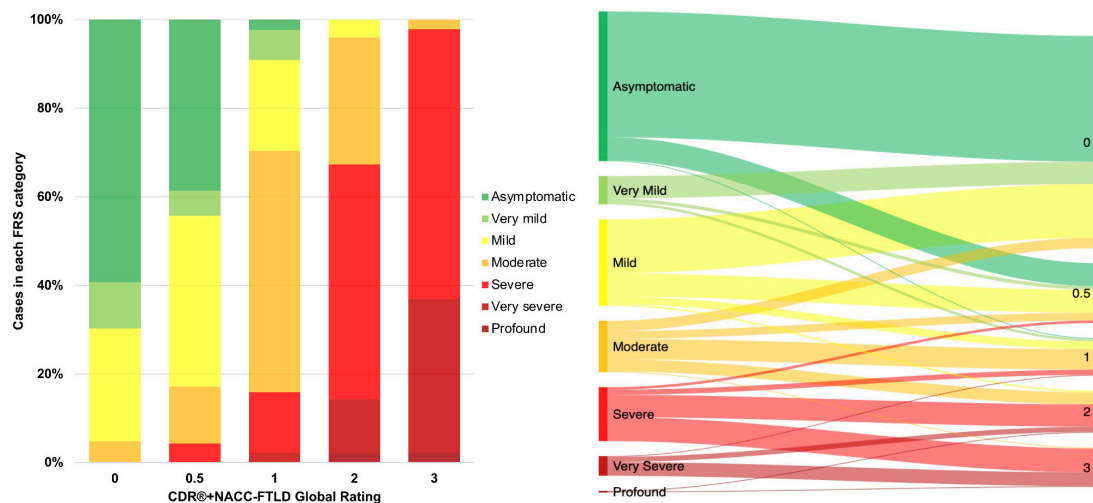 100%
80%
60%
40%
20%
0%
Cases in each FRS category
0 0.5 1 2 3
CDR®+NACC-FTLD Global Rating
Asymptomatic
Very mild
Mild
Moderate
Severe
Very severe
Profound
Asymptomatic
Very Mild
Mild
Moderate
Severe
Very Severe
Profound
0
0.5
1
2
3